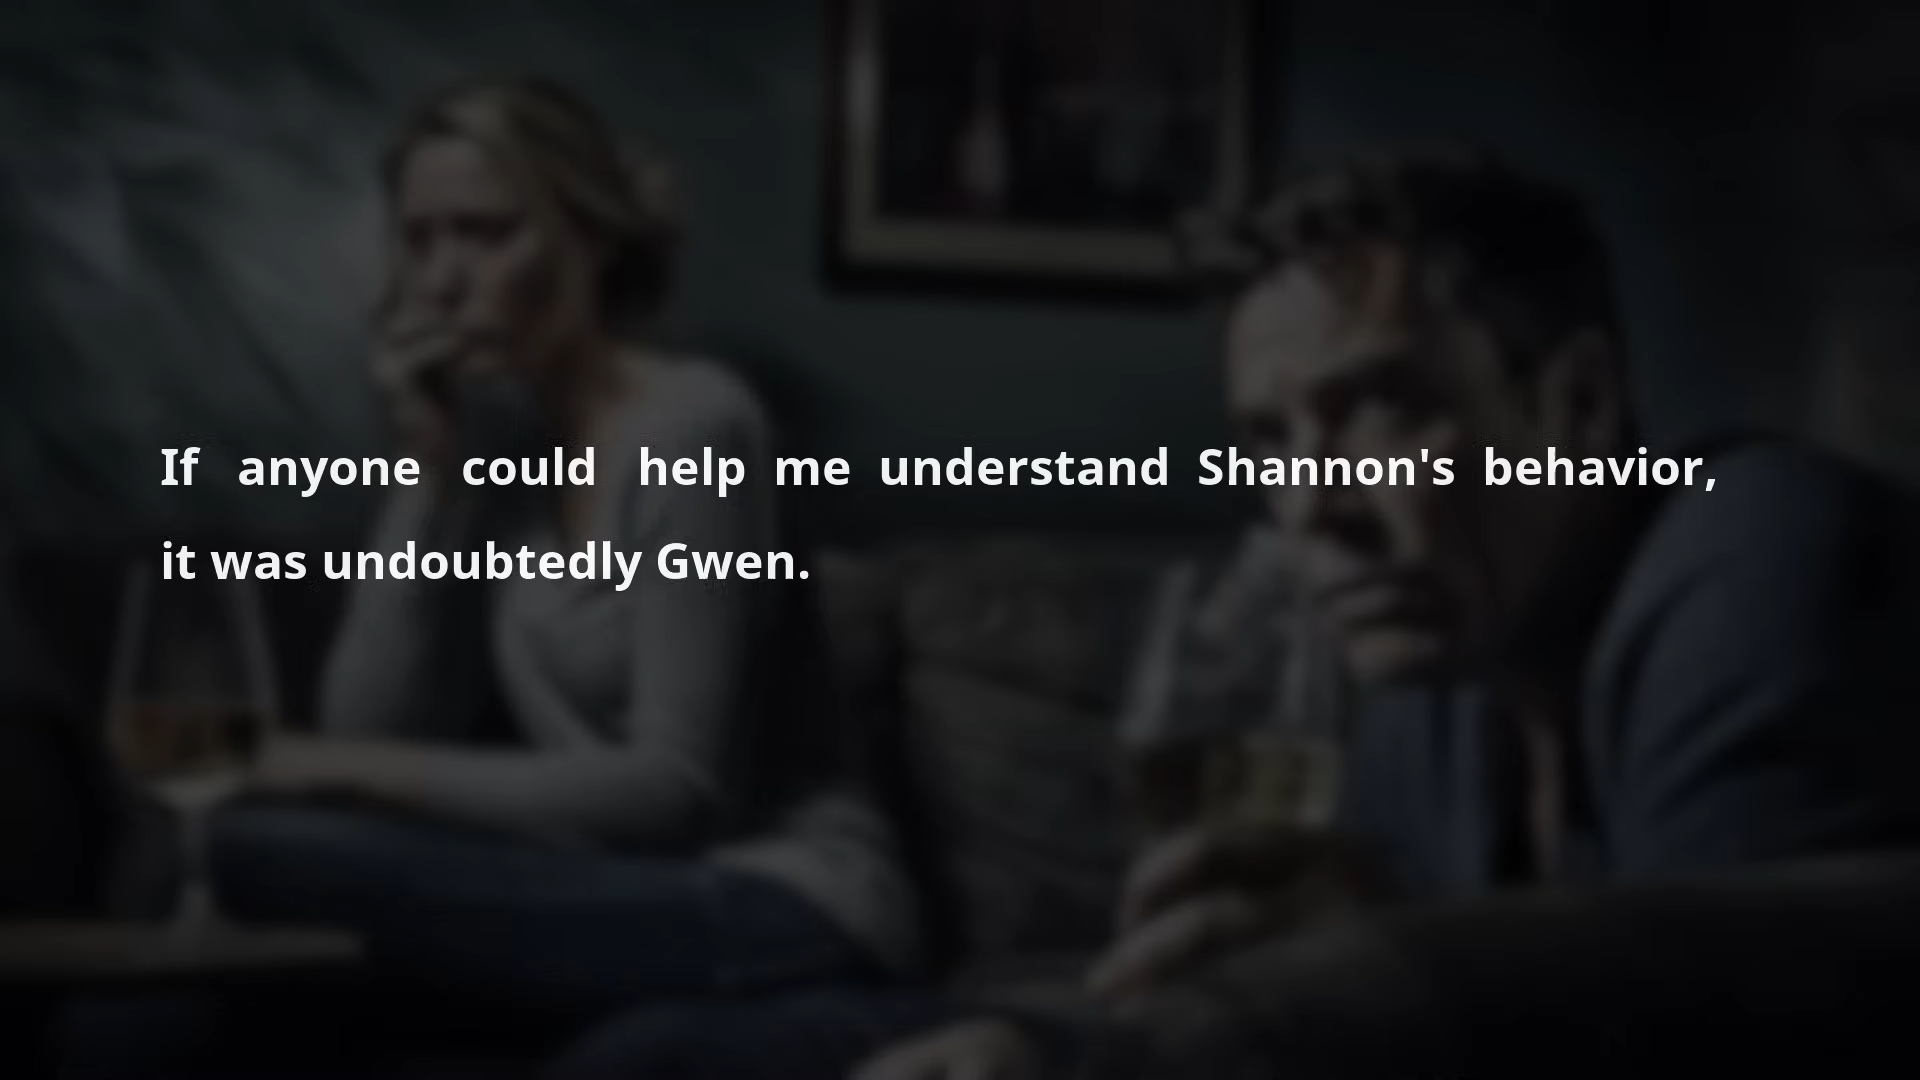 If anyone could help me understand Shannon's behavior,
it was undoubtedly Gwen.